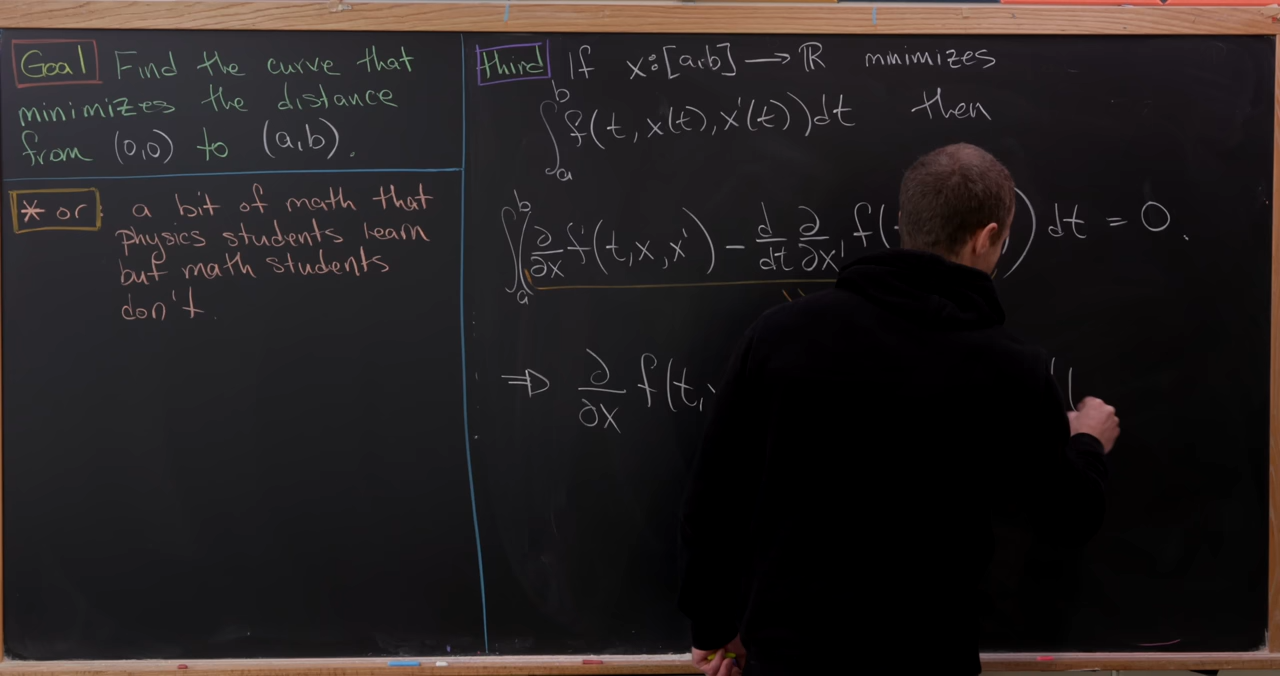 Goal Find the curve that
minimizes the distance
from (0,0) to (a,b).
* or: a bit of math that
physics students learn
but math students
don't.
third If x:[a,b] ⟶ ℝ minimizes
∫_a^b f(t, x(t), x'(t)) dt then
∫_a^b (∂/∂x f(t,x,x') − d/dt ∂/∂x' f( ) dt = 0.
⇒ ∂/∂x f(t,